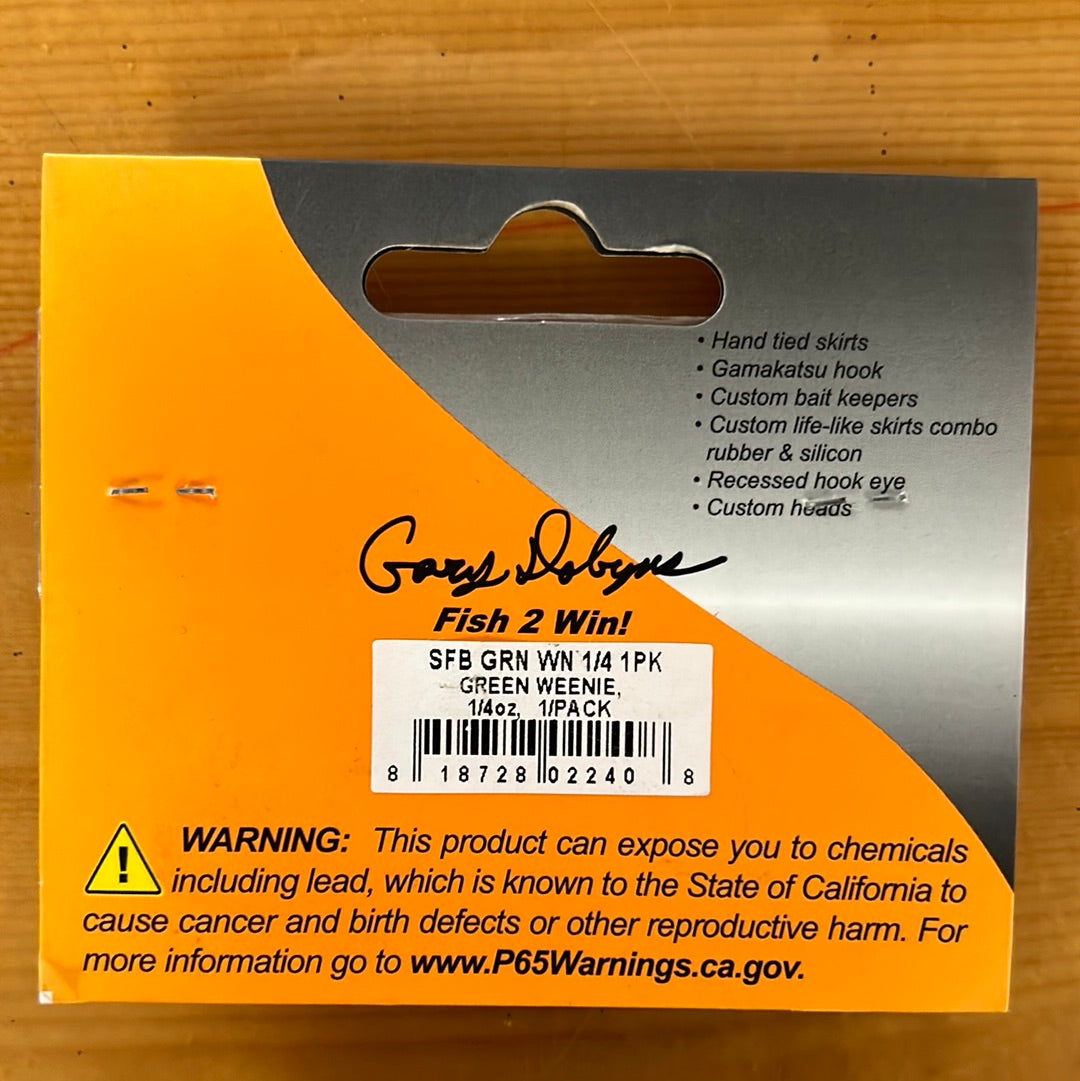 • Hand tied skirts
• Gamakatsu hook
• Custom bait keepers
• Custom life-like skirts combo
rubber & silicon
• Recessed hook eye
• Custom heads
Gary Dobyns
Fish 2 Win!
SFB GRN WN 1/4 1PK
GREEN WEENIE,
1/4oz, 1/PACK
8 18728 02240 8
! WARNING: This product can expose you to chemicals
including lead, which is known to the State of California to
cause cancer and birth defects or other reproductive harm. For
more information go to www.P65Warnings.ca.gov.